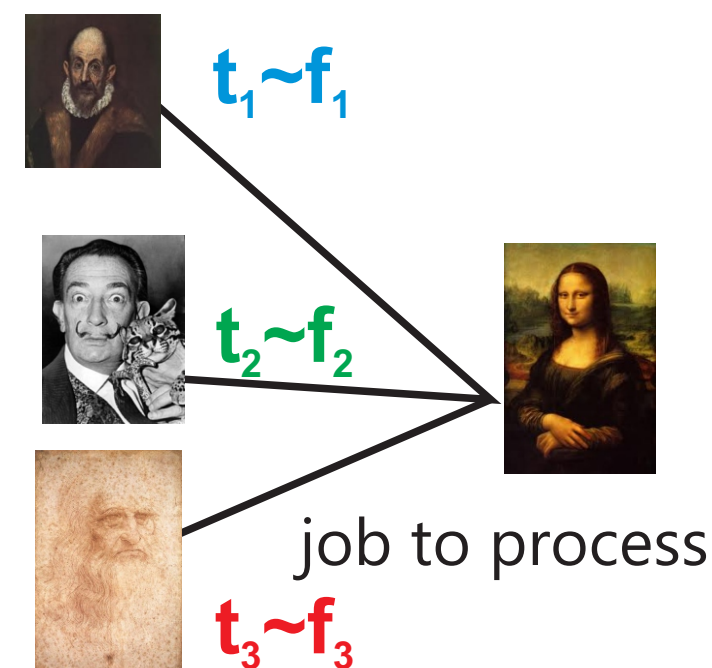 t₁~f₁
t₂~f₂
job to process
t₃~f₃